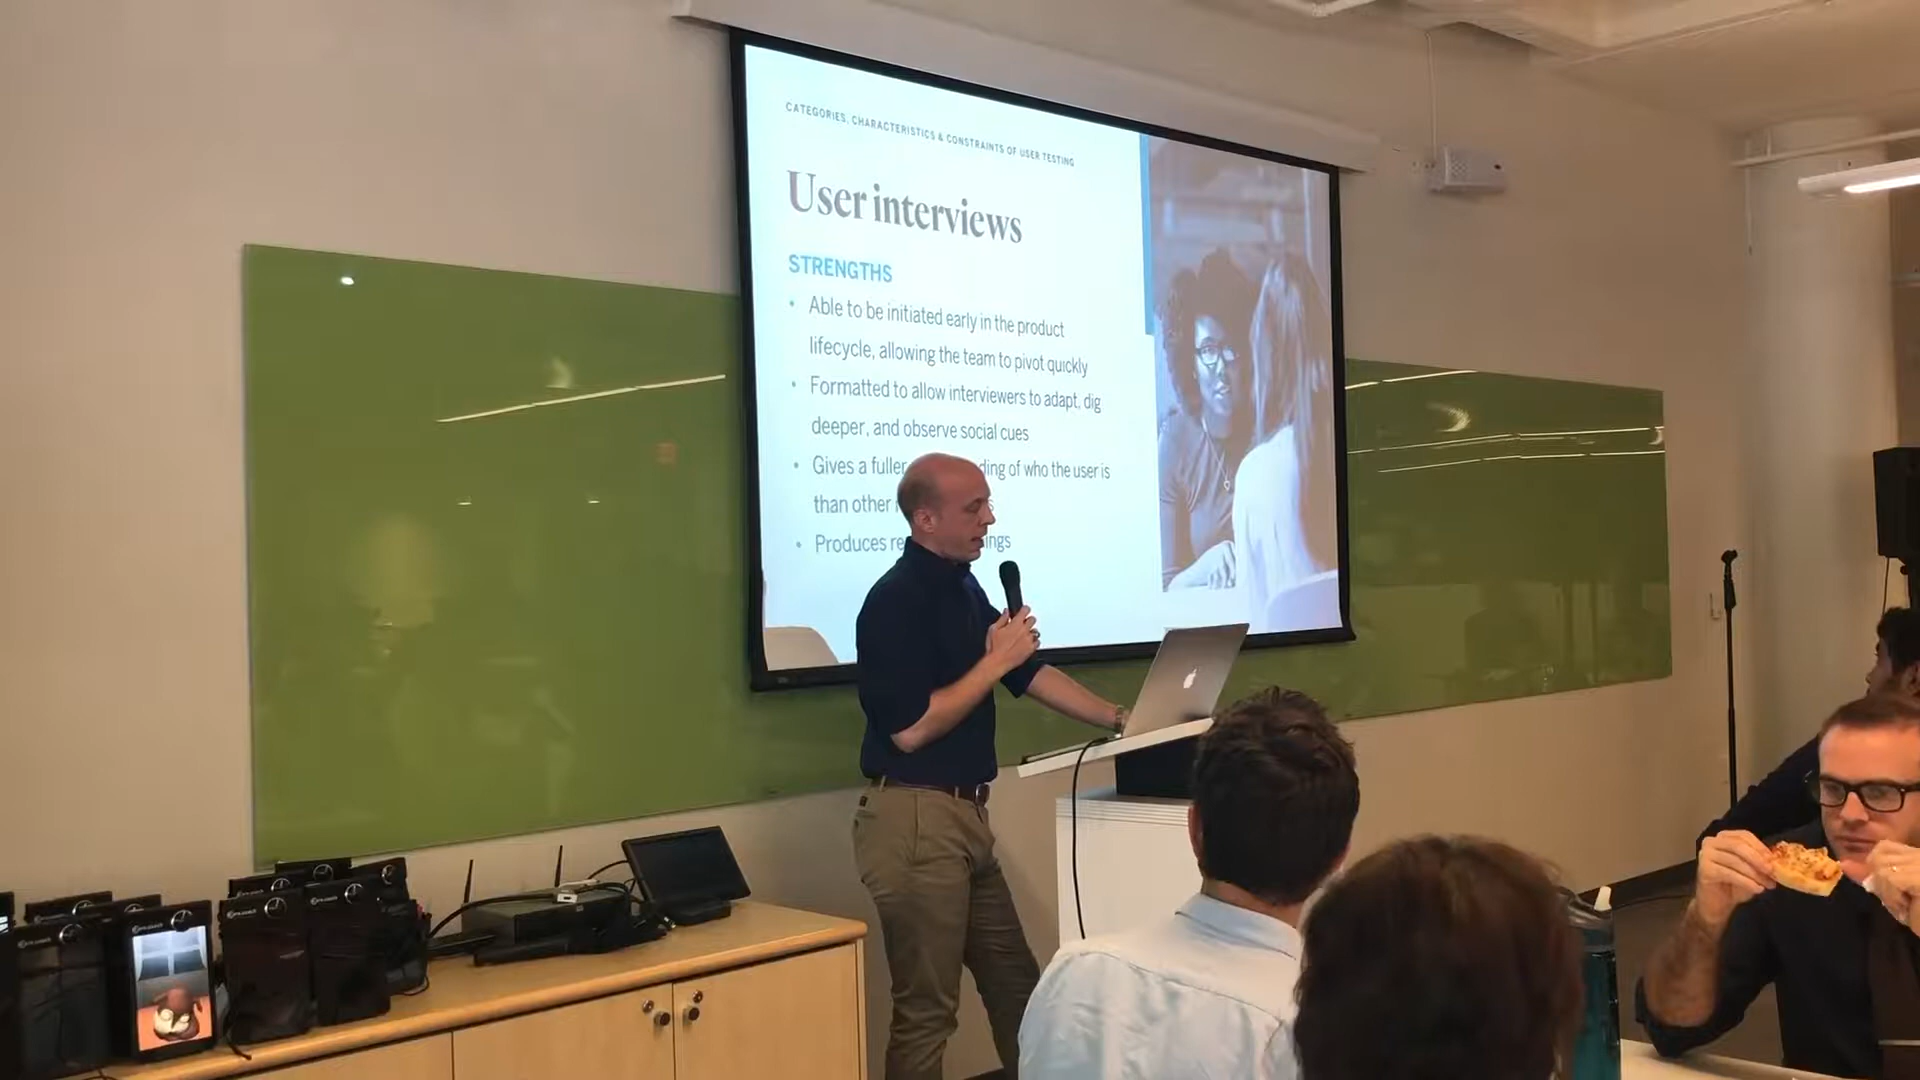 CATEGORIES, CHARACTERISTICS & CONSTRAINTS OF USER TESTING
User interviews
STRENGTHS
• Able to be initiated early in the product
lifecycle, allowing the team to pivot quickly
• Formatted to allow interviewers to adapt, dig
deeper, and observe social cues
• Gives a fuller ding of who the user is
than other
• Produces re ings